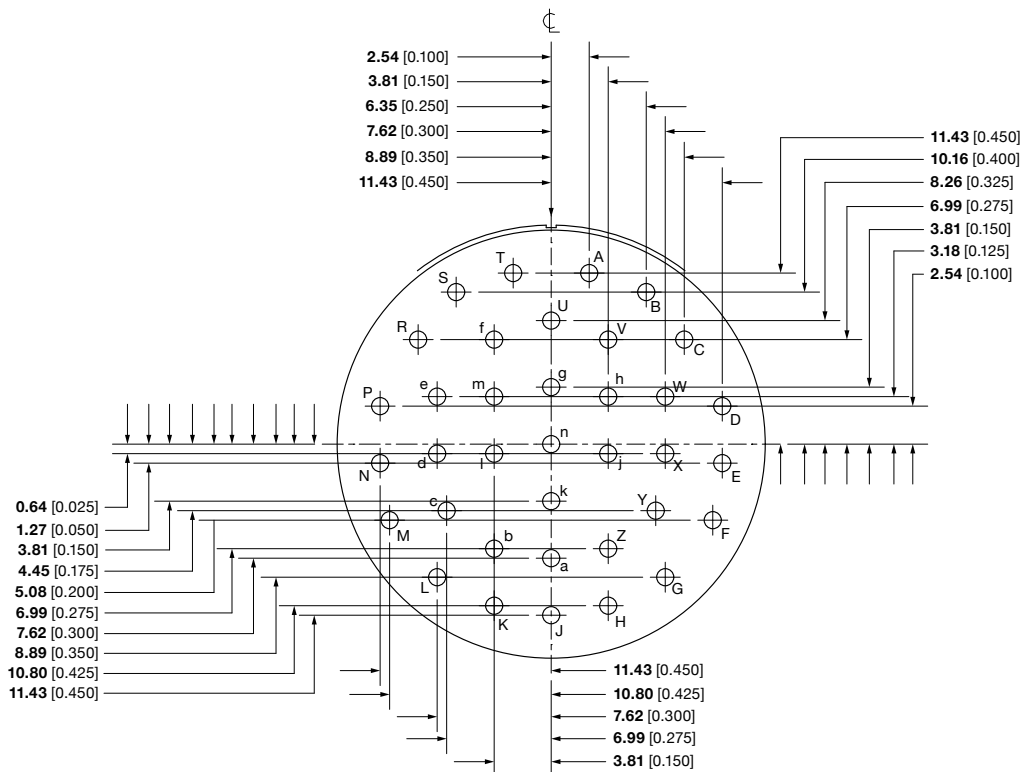 ℄
2.54 [0.100]
3.81 [0.150]
6.35 [0.250]
7.62 [0.300]
8.89 [0.350]
11.43 [0.450]
11.43 [0.450]
10.16 [0.400]
8.26 [0.325]
6.99 [0.275]
3.81 [0.150]
3.18 [0.125]
2.54 [0.100]
T A
S B
U
R f V C
g
P e m h W D
n
N d l j X E
k
c Y
M F
b Z
a
L G
K J H
0.64 [0.025]
1.27 [0.050]
3.81 [0.150]
4.45 [0.175]
5.08 [0.200]
6.99 [0.275]
7.62 [0.300]
8.89 [0.350]
10.80 [0.425]
11.43 [0.450]
11.43 [0.450]
10.80 [0.425]
7.62 [0.300]
6.99 [0.275]
3.81 [0.150]